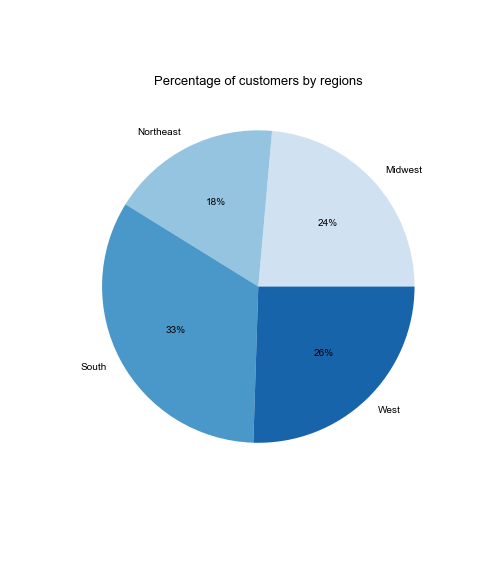 Percentage of customers by regions
Northeast
Midwest
18%
24%
33%
26%
South
West